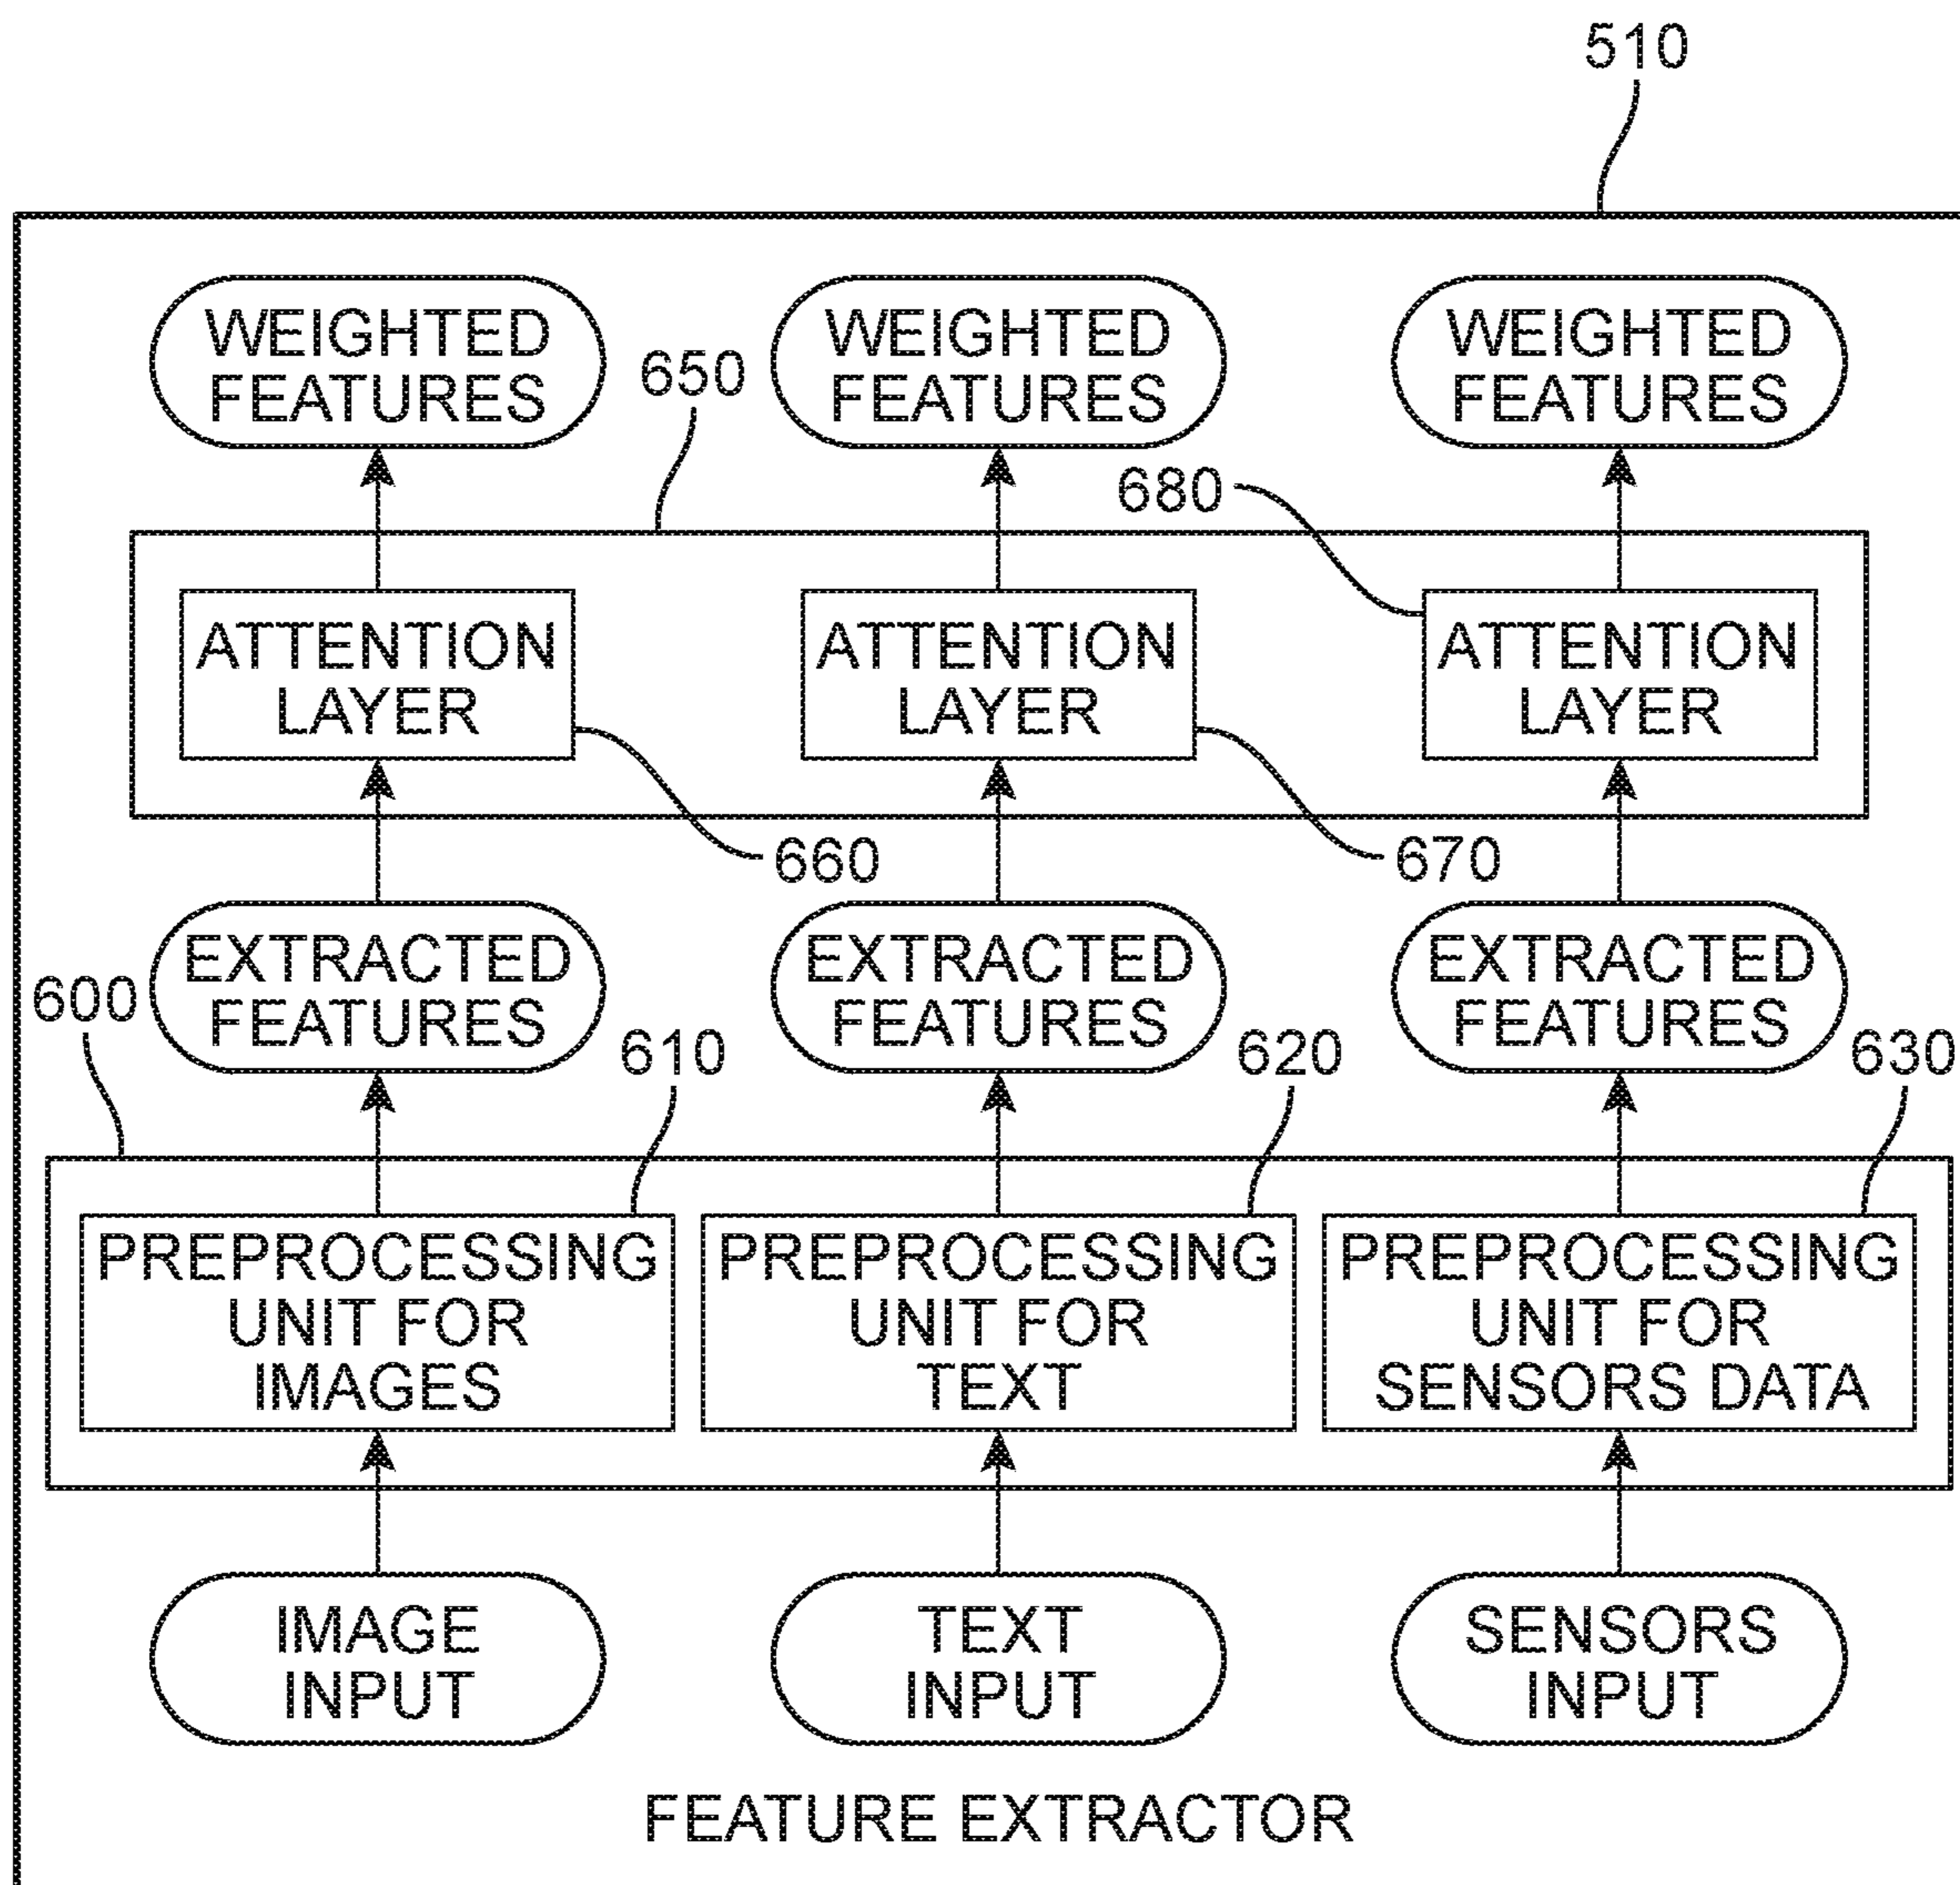 510
WEIGHTED
FEATURES
WEIGHTED
FEATURES
WEIGHTED
FEATURES
650
680
ATTENTION
LAYER
ATTENTION
LAYER
ATTENTION
LAYER
660
670
EXTRACTED
FEATURES
EXTRACTED
FEATURES
EXTRACTED
FEATURES
600
610
620
630
PREPROCESSING
UNIT FOR
IMAGES
PREPROCESSING
UNIT FOR
TEXT
PREPROCESSING
UNIT FOR
SENSORS DATA
IMAGE
INPUT
TEXT
INPUT
SENSORS
INPUT
FEATURE EXTRACTOR